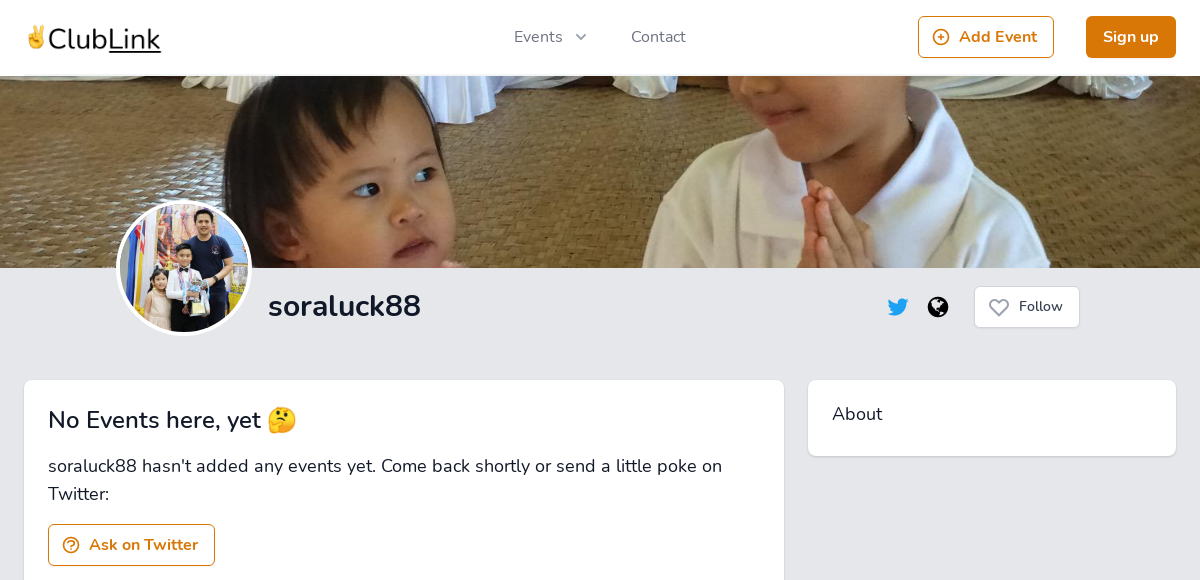 ✌️ClubLink
Events
Contact
Add Event
Sign up
soraluck88
Follow
No Events here, yet 🤔
About
soraluck88 hasn't added any events yet. Come back shortly or send a little poke on
Twitter:
Ask on Twitter